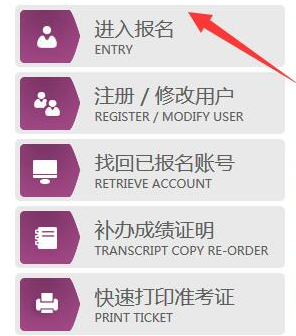 进入报名
ENTRY
注册 / 修改用户
REGISTER / MODIFY USER
找回已报名账号
RETRIEVE ACCOUNT
补办成绩证明
TRANSCRIPT COPY RE-ORDER
快速打印准考证
PRINT TICKET